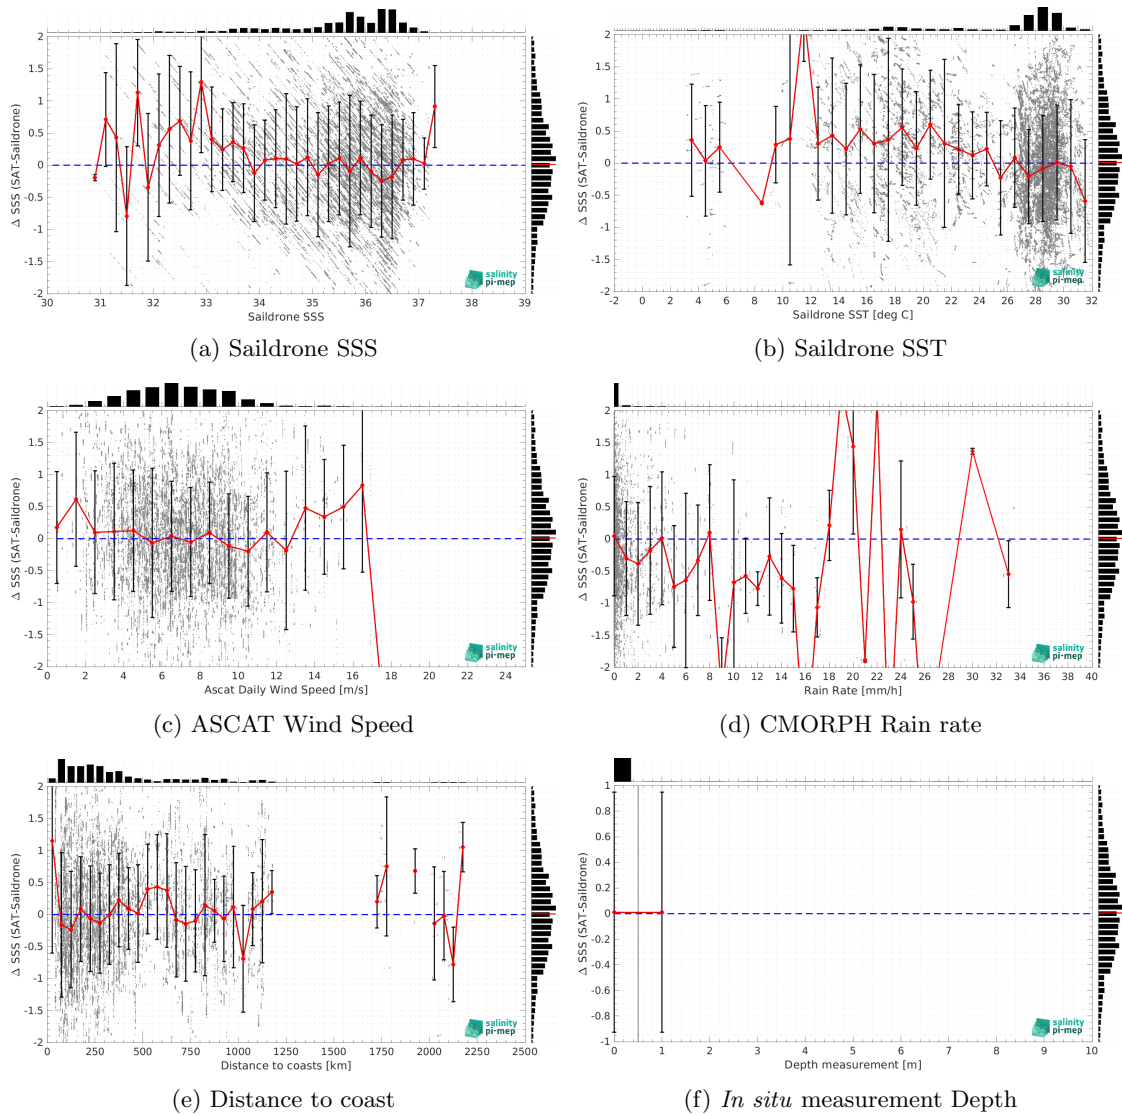 2
1.5
1
0.5
0
-0.5
-1
-1.5
-2
Δ SSS (SAT-Saildrone)
30 31 32 33 34 35 36 37 38 39
Saildrone SSS
salinity
pi-mep
(a) Saildrone SSS
2
1.5
1
0.5
0
-0.5
-1
-1.5
-2
Δ SSS (SAT-Saildrone)
-2 0 2 4 6 8 10 12 14 16 18 20 22 24 26 28 30 32
Saildrone SST [deg C]
salinity
pi-mep
(b) Saildrone SST
2
1.5
1
0.5
0
-0.5
-1
-1.5
-2
Δ SSS (SAT-Saildrone)
0 2 4 6 8 10 12 14 16 18 20 22 24
Ascat Daily Wind Speed [m/s]
salinity
pi-mep
(c) ASCAT Wind Speed
2
1.5
1
0.5
0
-0.5
-1
-1.5
-2
Δ SSS (SAT-Saildrone)
0 2 4 6 8 10 12 14 16 18 20 22 24 26 28 30 32 34 36 38 40
Rain Rate [mm/h]
salinity
pi-mep
(d) CMORPH Rain rate
2
1.5
1
0.5
0
-0.5
-1
-1.5
-2
Δ SSS (SAT-Saildrone)
0 250 500 750 1000 1250 1500 1750 2000 2250 2500
Distance to coasts [km]
salinity
pi-mep
(e) Distance to coast
1
0.8
0.6
0.4
0.2
0
-0.2
-0.4
-0.6
-0.8
-1
Δ SSS (SAT-Saildrone)
0 1 2 3 4 5 6 7 8 9 10
Depth measurement [m]
salinity
pi-mep
(f) In situ measurement Depth